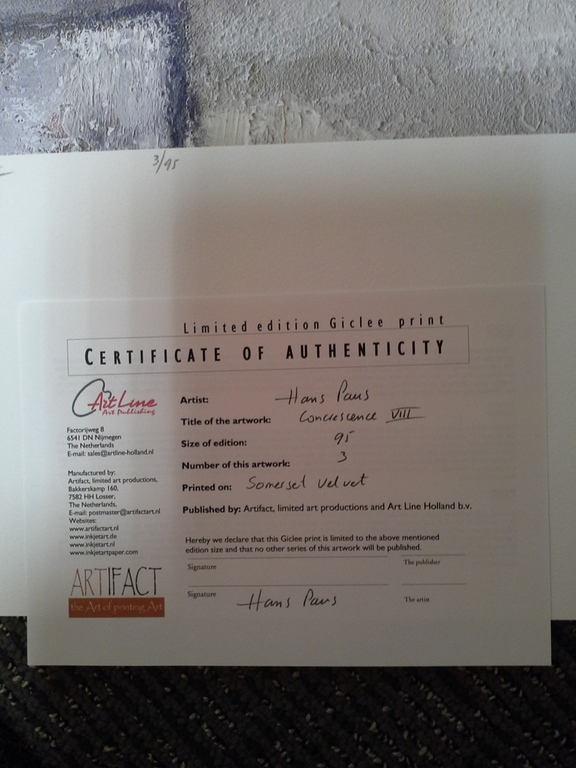 3/95
Limited edition Giclee print
CERTIFICATE OF AUTHENTICITY
Art Line
Art Publishing
Factorijweg 8
6541 DN Nijmegen
The Netherlands
E-mail: sales@artline-holland.nl
Manufactured by:
Artifact, limited art productions,
Bakkerskamp 160,
7582 HH Losser,
The Netherlands,
E-mail: postmaster@artifactart.nl
Websites:
www.artifactart.nl
www.inkjetart.de
www.inkjetart.nl
www.inkjetartpaper.com
ARTIFACT
the Art of printing Art
Artist: Hans Paus
Title of the artwork: Concrescence VIII
Size of edition: 95
Number of this artwork: 3
Printed on: Somerset Velvet
Published by: Artifact, limited art productions and Art Line Holland b.v.
Hereby we declare that this Giclee print is limited to the above mentioned
edition size and that no other series of this artwork will be published.
Signature The publisher
Signature Hans Paus The artist